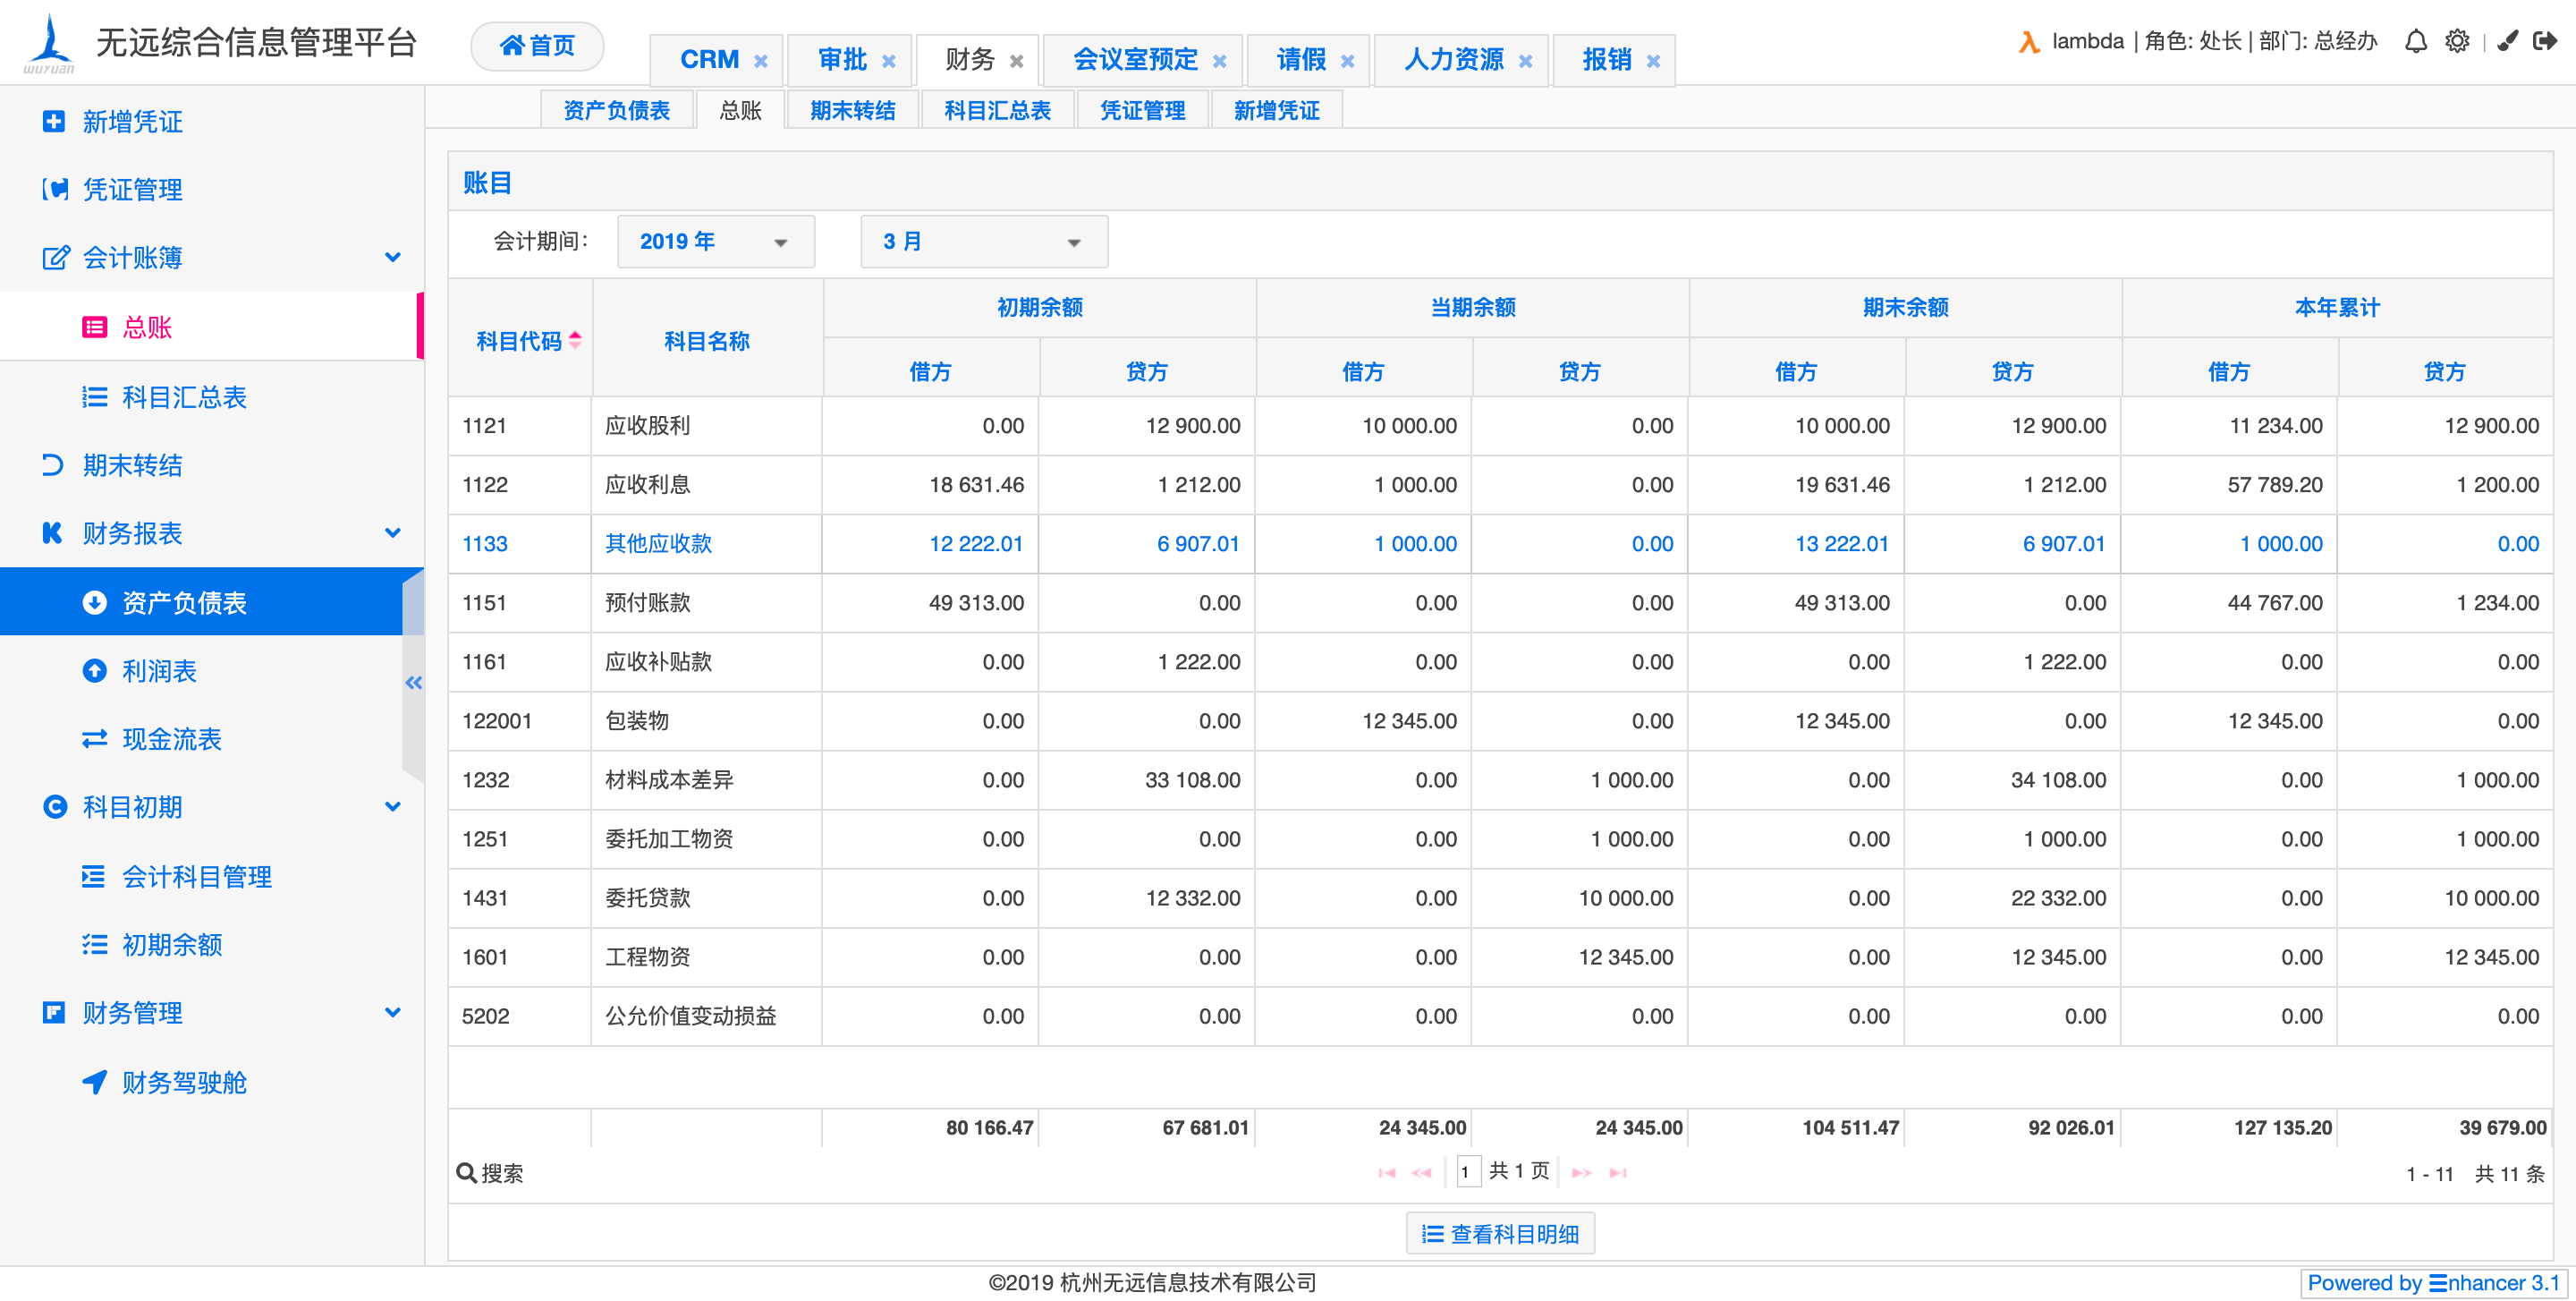 无远综合信息管理平台
WUYUAN
首页
CRM 审批 财务 会议室预定 请假 人力资源 报销
lambda | 角色: 处长 | 部门: 总经办
资产负债表 总账 期末转结 科目汇总表 凭证管理 新增凭证
新增凭证
凭证管理
会计账簿
总账
科目汇总表
期末转结
财务报表
资产负债表
利润表
现金流表
科目初期
会计科目管理
初期余额
财务管理
财务驾驶舱
账目
会计期间: 2019 年 3 月
科目代码 科目名称 初期余额 当期余额 期末余额 本年累计
借方 贷方 借方 贷方 借方 贷方 借方 贷方
1121 应收股利 0.00 12 900.00 10 000.00 0.00 10 000.00 12 900.00 11 234.00 12 900.00
1122 应收利息 18 631.46 1 212.00 1 000.00 0.00 19 631.46 1 212.00 57 789.20 1 200.00
1133 其他应收款 12 222.01 6 907.01 1 000.00 0.00 13 222.01 6 907.01 1 000.00 0.00
1151 预付账款 49 313.00 0.00 0.00 0.00 49 313.00 0.00 44 767.00 1 234.00
1161 应收补贴款 0.00 1 222.00 0.00 0.00 0.00 1 222.00 0.00 0.00
122001 包装物 0.00 0.00 12 345.00 0.00 12 345.00 0.00 12 345.00 0.00
1232 材料成本差异 0.00 33 108.00 0.00 1 000.00 0.00 34 108.00 0.00 1 000.00
1251 委托加工物资 0.00 0.00 0.00 1 000.00 0.00 1 000.00 0.00 1 000.00
1431 委托贷款 0.00 12 332.00 0.00 10 000.00 0.00 22 332.00 0.00 10 000.00
1601 工程物资 0.00 0.00 0.00 12 345.00 0.00 12 345.00 0.00 12 345.00
5202 公允价值变动损益 0.00 0.00 0.00 0.00 0.00 0.00 0.00 0.00
80 166.47 67 681.01 24 345.00 24 345.00 104 511.47 92 026.01 127 135.20 39 679.00
搜索 1 共 1 页 1 - 11 共 11 条
查看科目明细
©2019 杭州无远信息技术有限公司
Powered by Enhancer 3.1